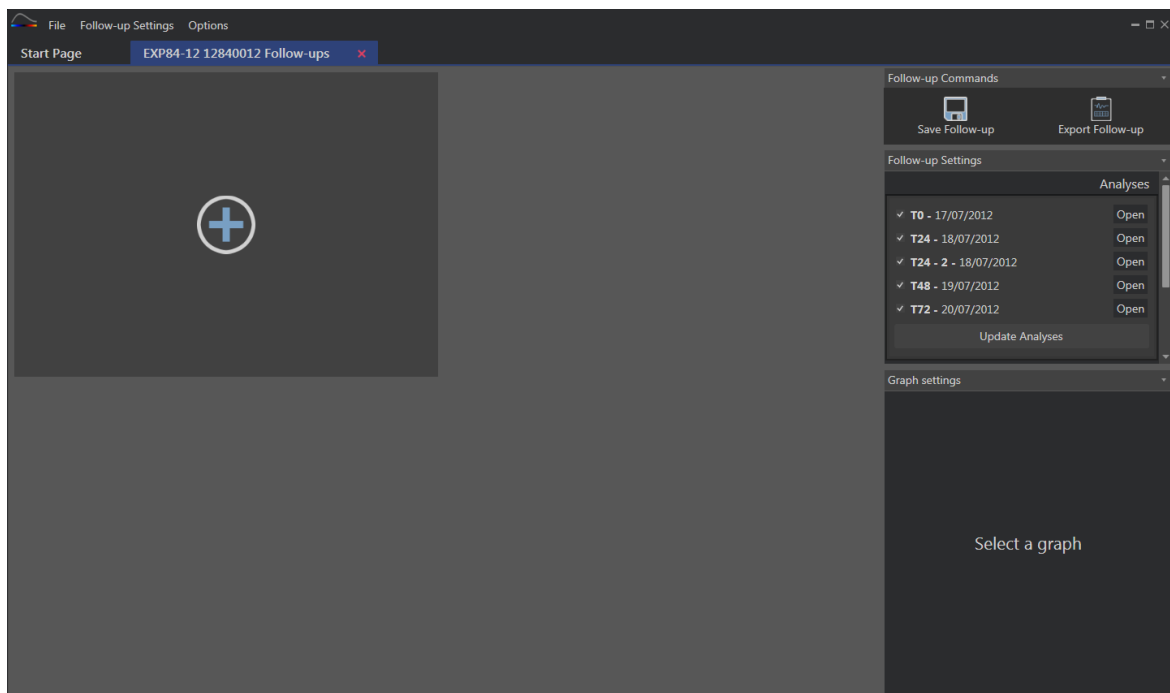 File Follow-up Settings Options
Start Page EXP84-12 12840012 Follow-ups
Follow-up Commands
Save Follow-up Export Follow-up
Follow-up Settings
Analyses
T0 - 17/07/2012 Open
T24 - 18/07/2012 Open
T24 - 2 - 18/07/2012 Open
T48 - 19/07/2012 Open
T72 - 20/07/2012 Open
Update Analyses
Graph settings
Select a graph